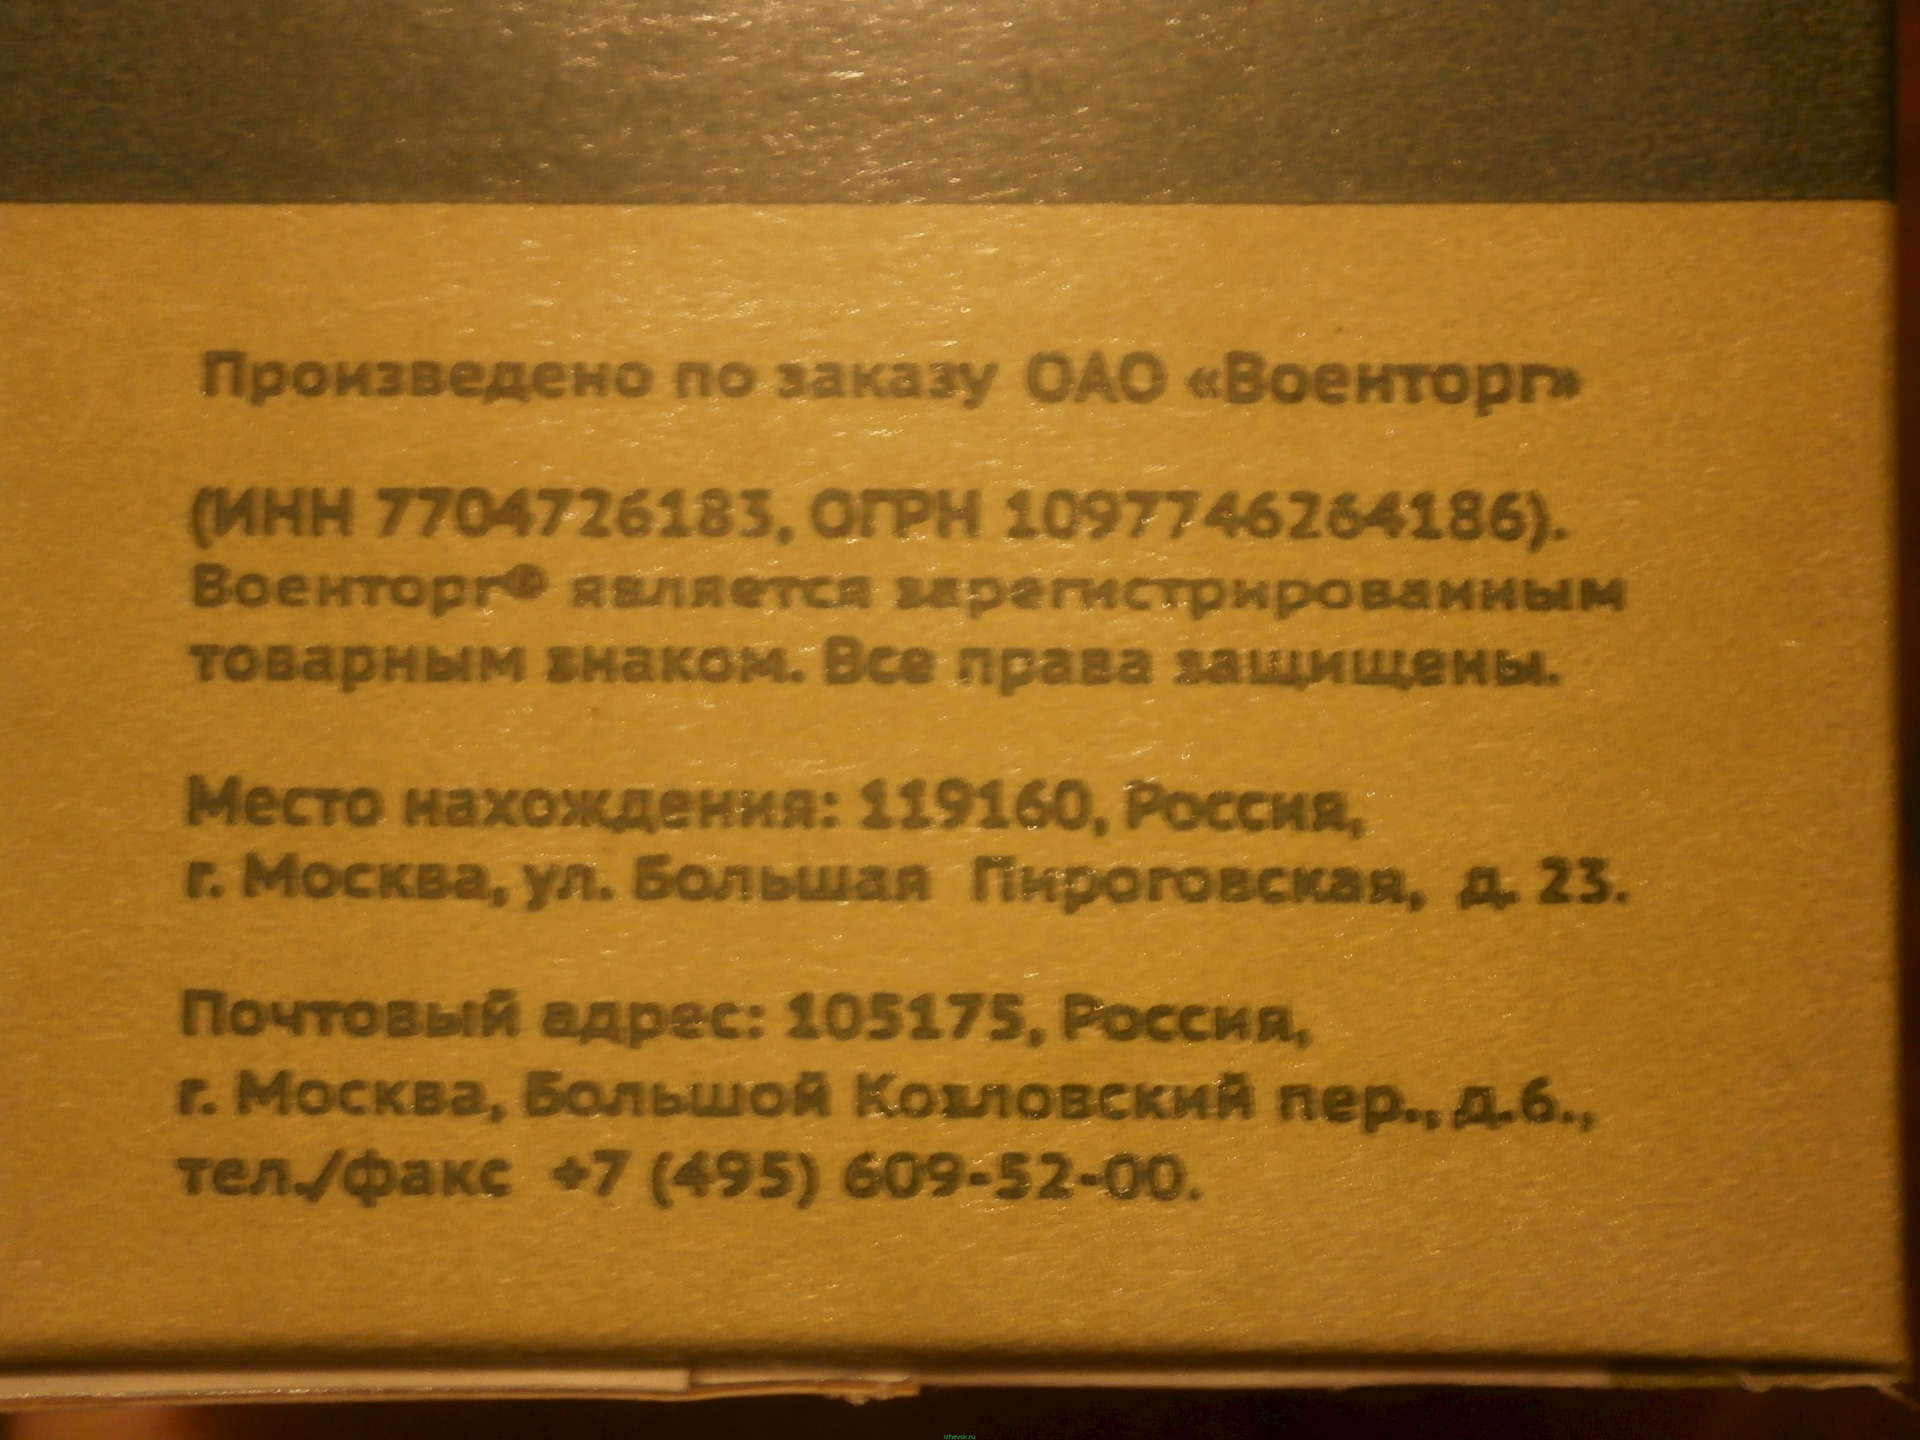 Произведено по заказу ОАО «Военторг»
(ИНН 7704726183, ОГРН 1097746264186).
Военторг® является зарегистрированным
товарным знаком. Все права защищены.
Место нахождения: 119160, Россия,
г. Москва, ул. Большая Пироговская, д. 23.
Почтовый адрес: 105175, Россия,
г. Москва, Большой Козловский пер., д.6.,
тел./факс +7 (495) 609-52-00.
izhevsk.ru